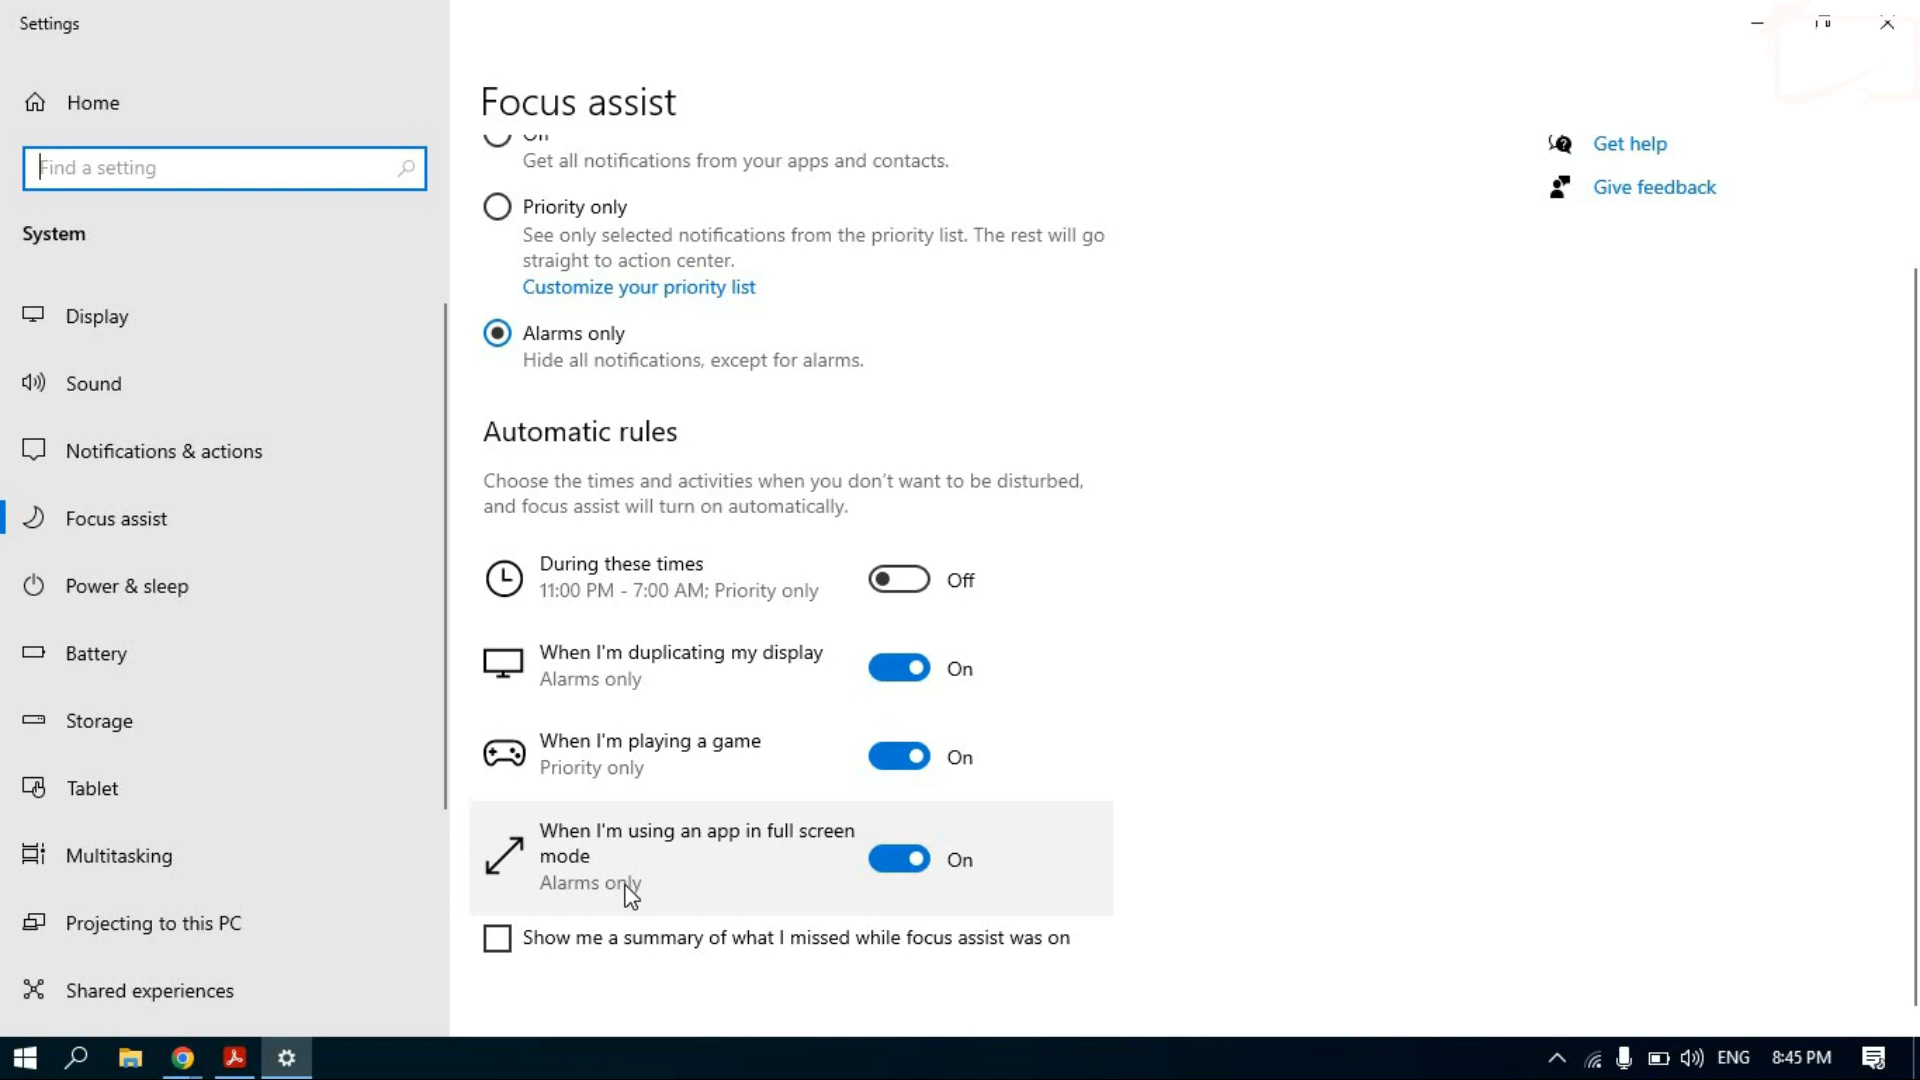 Settings
Home
Find a setting
System
Display
Sound
Notifications & actions
Focus assist
Power & sleep
Battery
Storage
Tablet
Multitasking
Projecting to this PC
Shared experiences
Focus assist
Off
Get all notifications from your apps and contacts.
Priority only
See only selected notifications from the priority list. The rest will go
straight to action center.
Customize your priority list
Alarms only
Hide all notifications, except for alarms.
Automatic rules
Choose the times and activities when you don't want to be disturbed,
and focus assist will turn on automatically.
During these times
11:00 PM - 7:00 AM; Priority only
Off
When I'm duplicating my display
Alarms only
On
When I'm playing a game
Priority only
On
When I'm using an app in full screen
mode
Alarms only
On
Show me a summary of what I missed while focus assist was on
Get help
Give feedback
ENG
8:45 PM